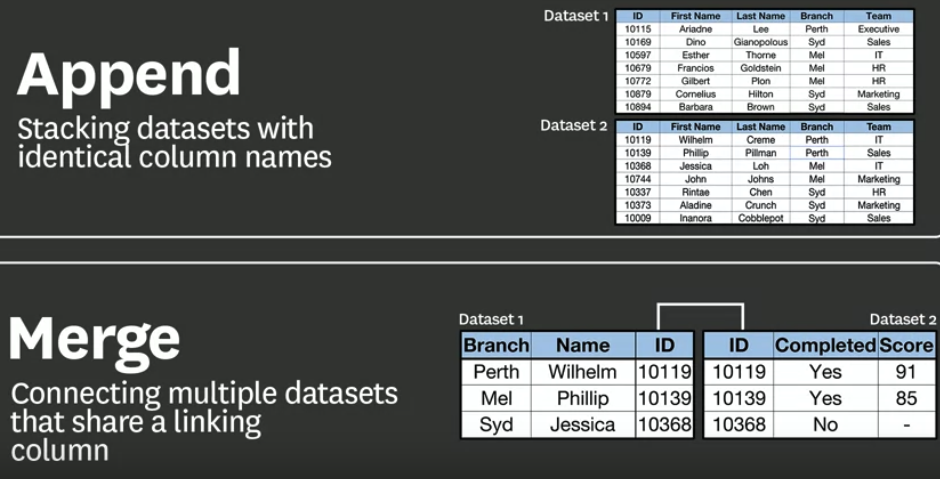 Append
Stacking datasets with
identical column names
Dataset 1
ID First Name Last Name Branch Team
10115 Ariadne Lee Perth Executive
10169 Dino Gianopolous Syd Sales
10597 Esther Thorne Mel IT
10679 Francios Goldstein Mel HR
10772 Gilbert Plon Mel HR
10879 Cornelius Hilton Syd Marketing
10894 Barbara Brown Syd Sales
Dataset 2
ID First Name Last Name Branch Team
10119 Wilhelm Creme Perth IT
10139 Phillip Pillman Perth Sales
10368 Jessica Loh Mel IT
10744 John Johns Mel Marketing
10337 Rintae Chen Syd HR
10373 Aladine Crunch Syd Marketing
10009 Inanora Cobblepot Syd Sales
Merge
Connecting multiple datasets
that share a linking
column
Dataset 1
Branch Name ID
Perth Wilhelm 10119
Mel Phillip 10139
Syd Jessica 10368
Dataset 2
ID Completed Score
10119 Yes 91
10139 Yes 85
10368 No -